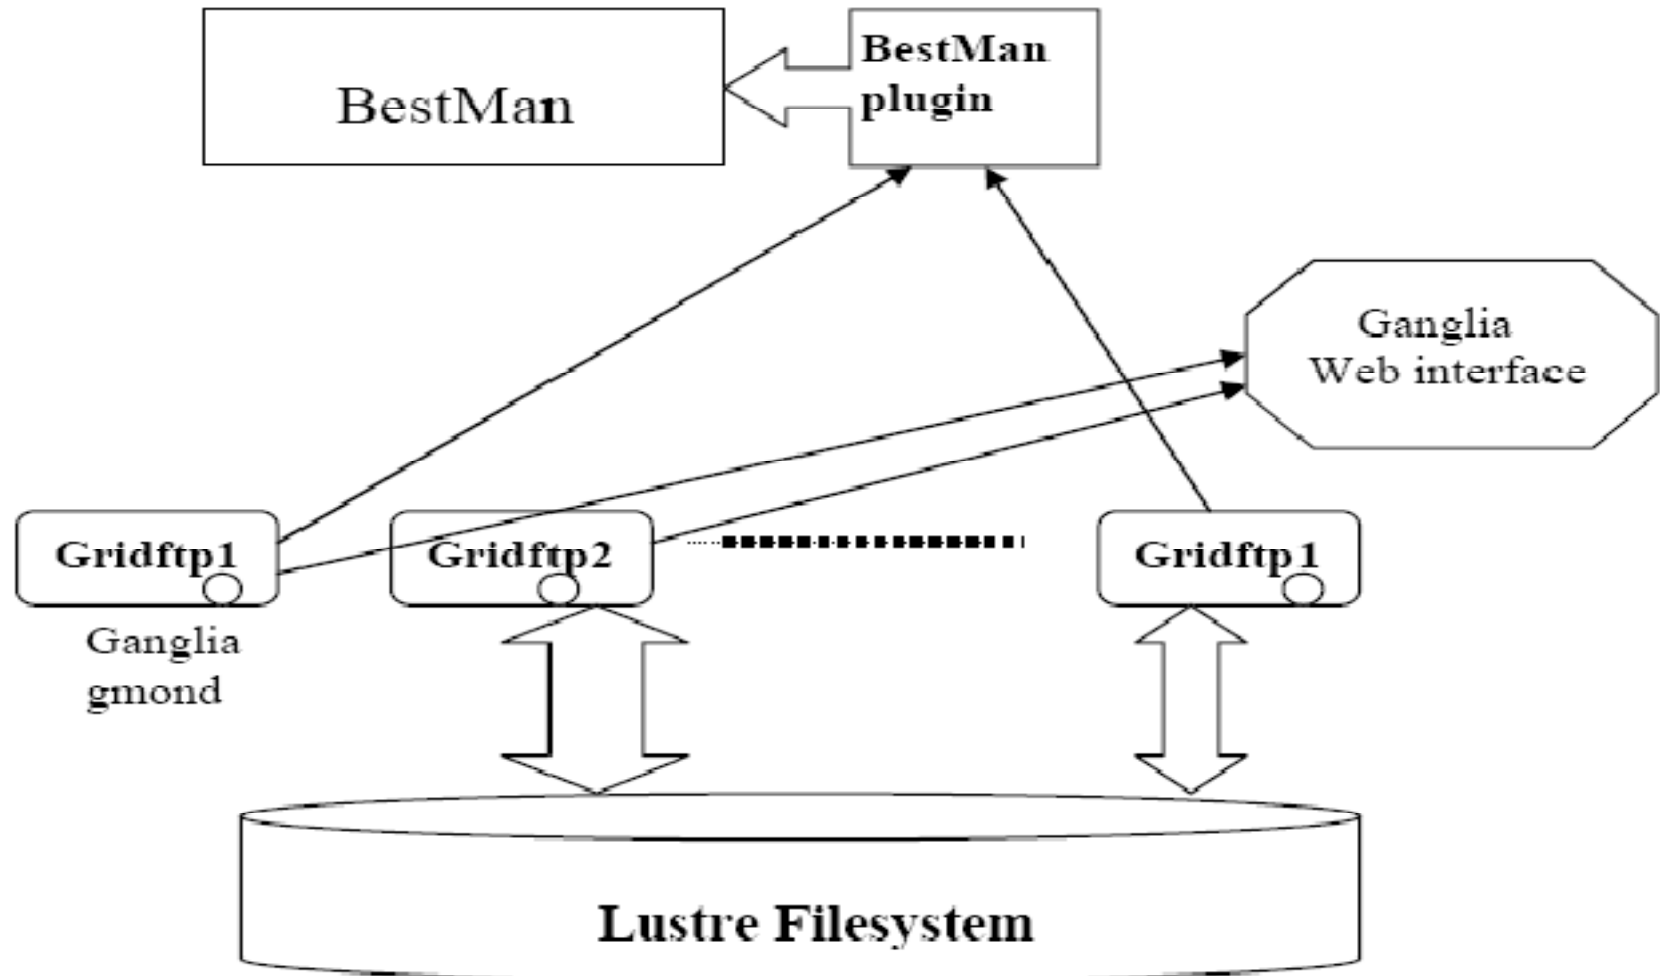 BestMan
BestMan
plugin
Ganglia
Web interface
Gridftp1
Gridftp2
Gridftp1
Ganglia
gmond
Lustre Filesystem